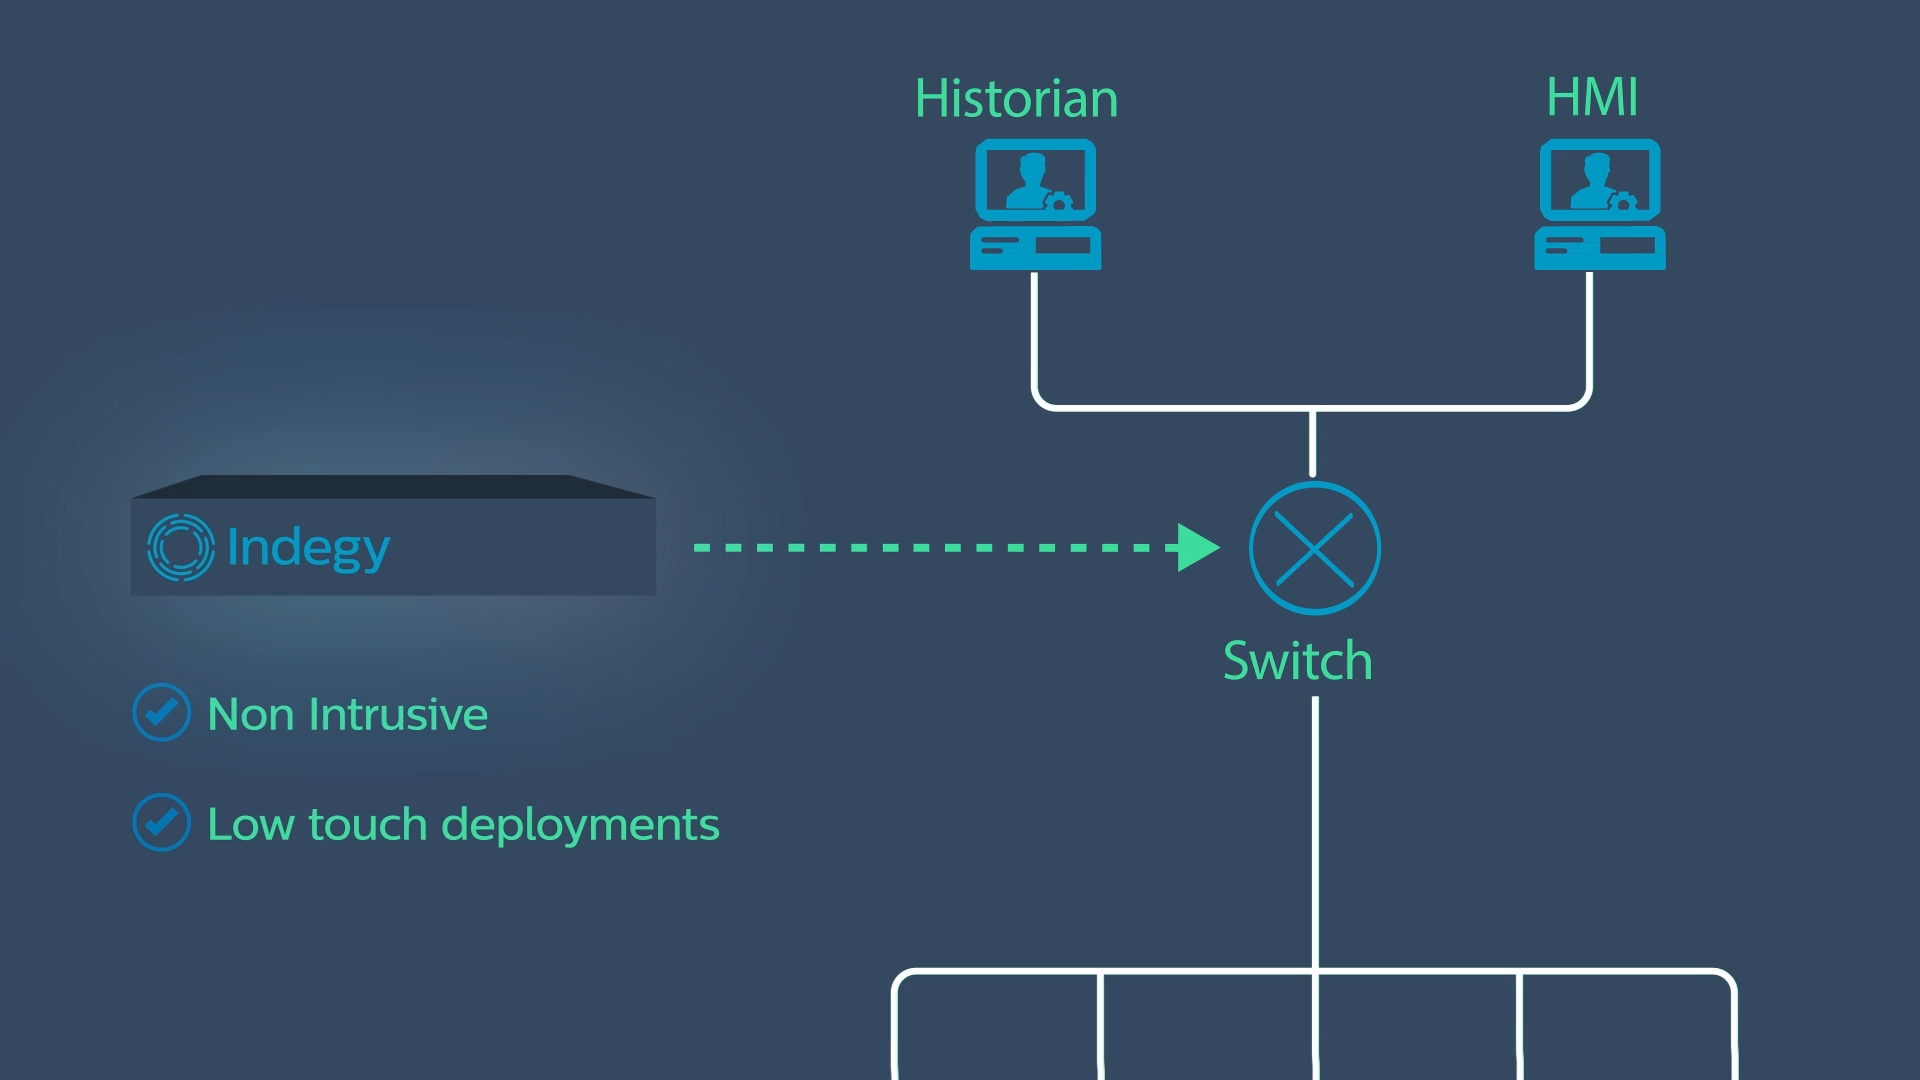 Historian
HMI
Indegy
Switch
Non Intrusive
Low touch deployments